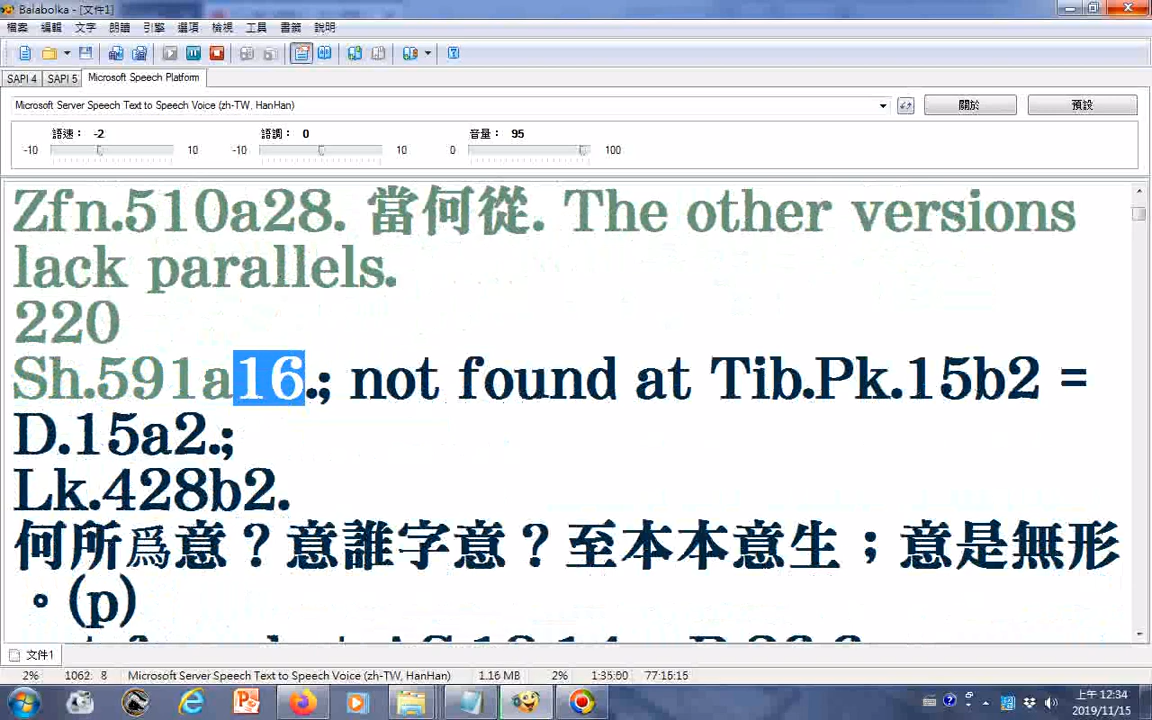 Balabolka - [文件1]
檔案 編輯 文字 朗讀 引擎 選項 檢視 工具 書籤 說明
SAPI 4 SAPI 5 Microsoft Speech Platform
Microsoft Server Speech Text to Speech Voice (zh-TW, HanHan) 關於 預設
語速： -2 語調： 0 音量： 95
-10 10 -10 10 0 100
Zfn.510a28. 當何從. The other versions
lack parallels.
220
Sh.591a16.; not found at Tib.Pk.15b2 =
D.15a2.;
Lk.428b2.
何所爲意？意誰字意？至本本意生；意是無形
。(p)
文件1
2% 1062: 8 Microsoft Server Speech Text to Speech Voice (zh-TW, HanHan) 1.16 MB 2% 1:35:50 77:15:15
上午 12:34
2019/11/15